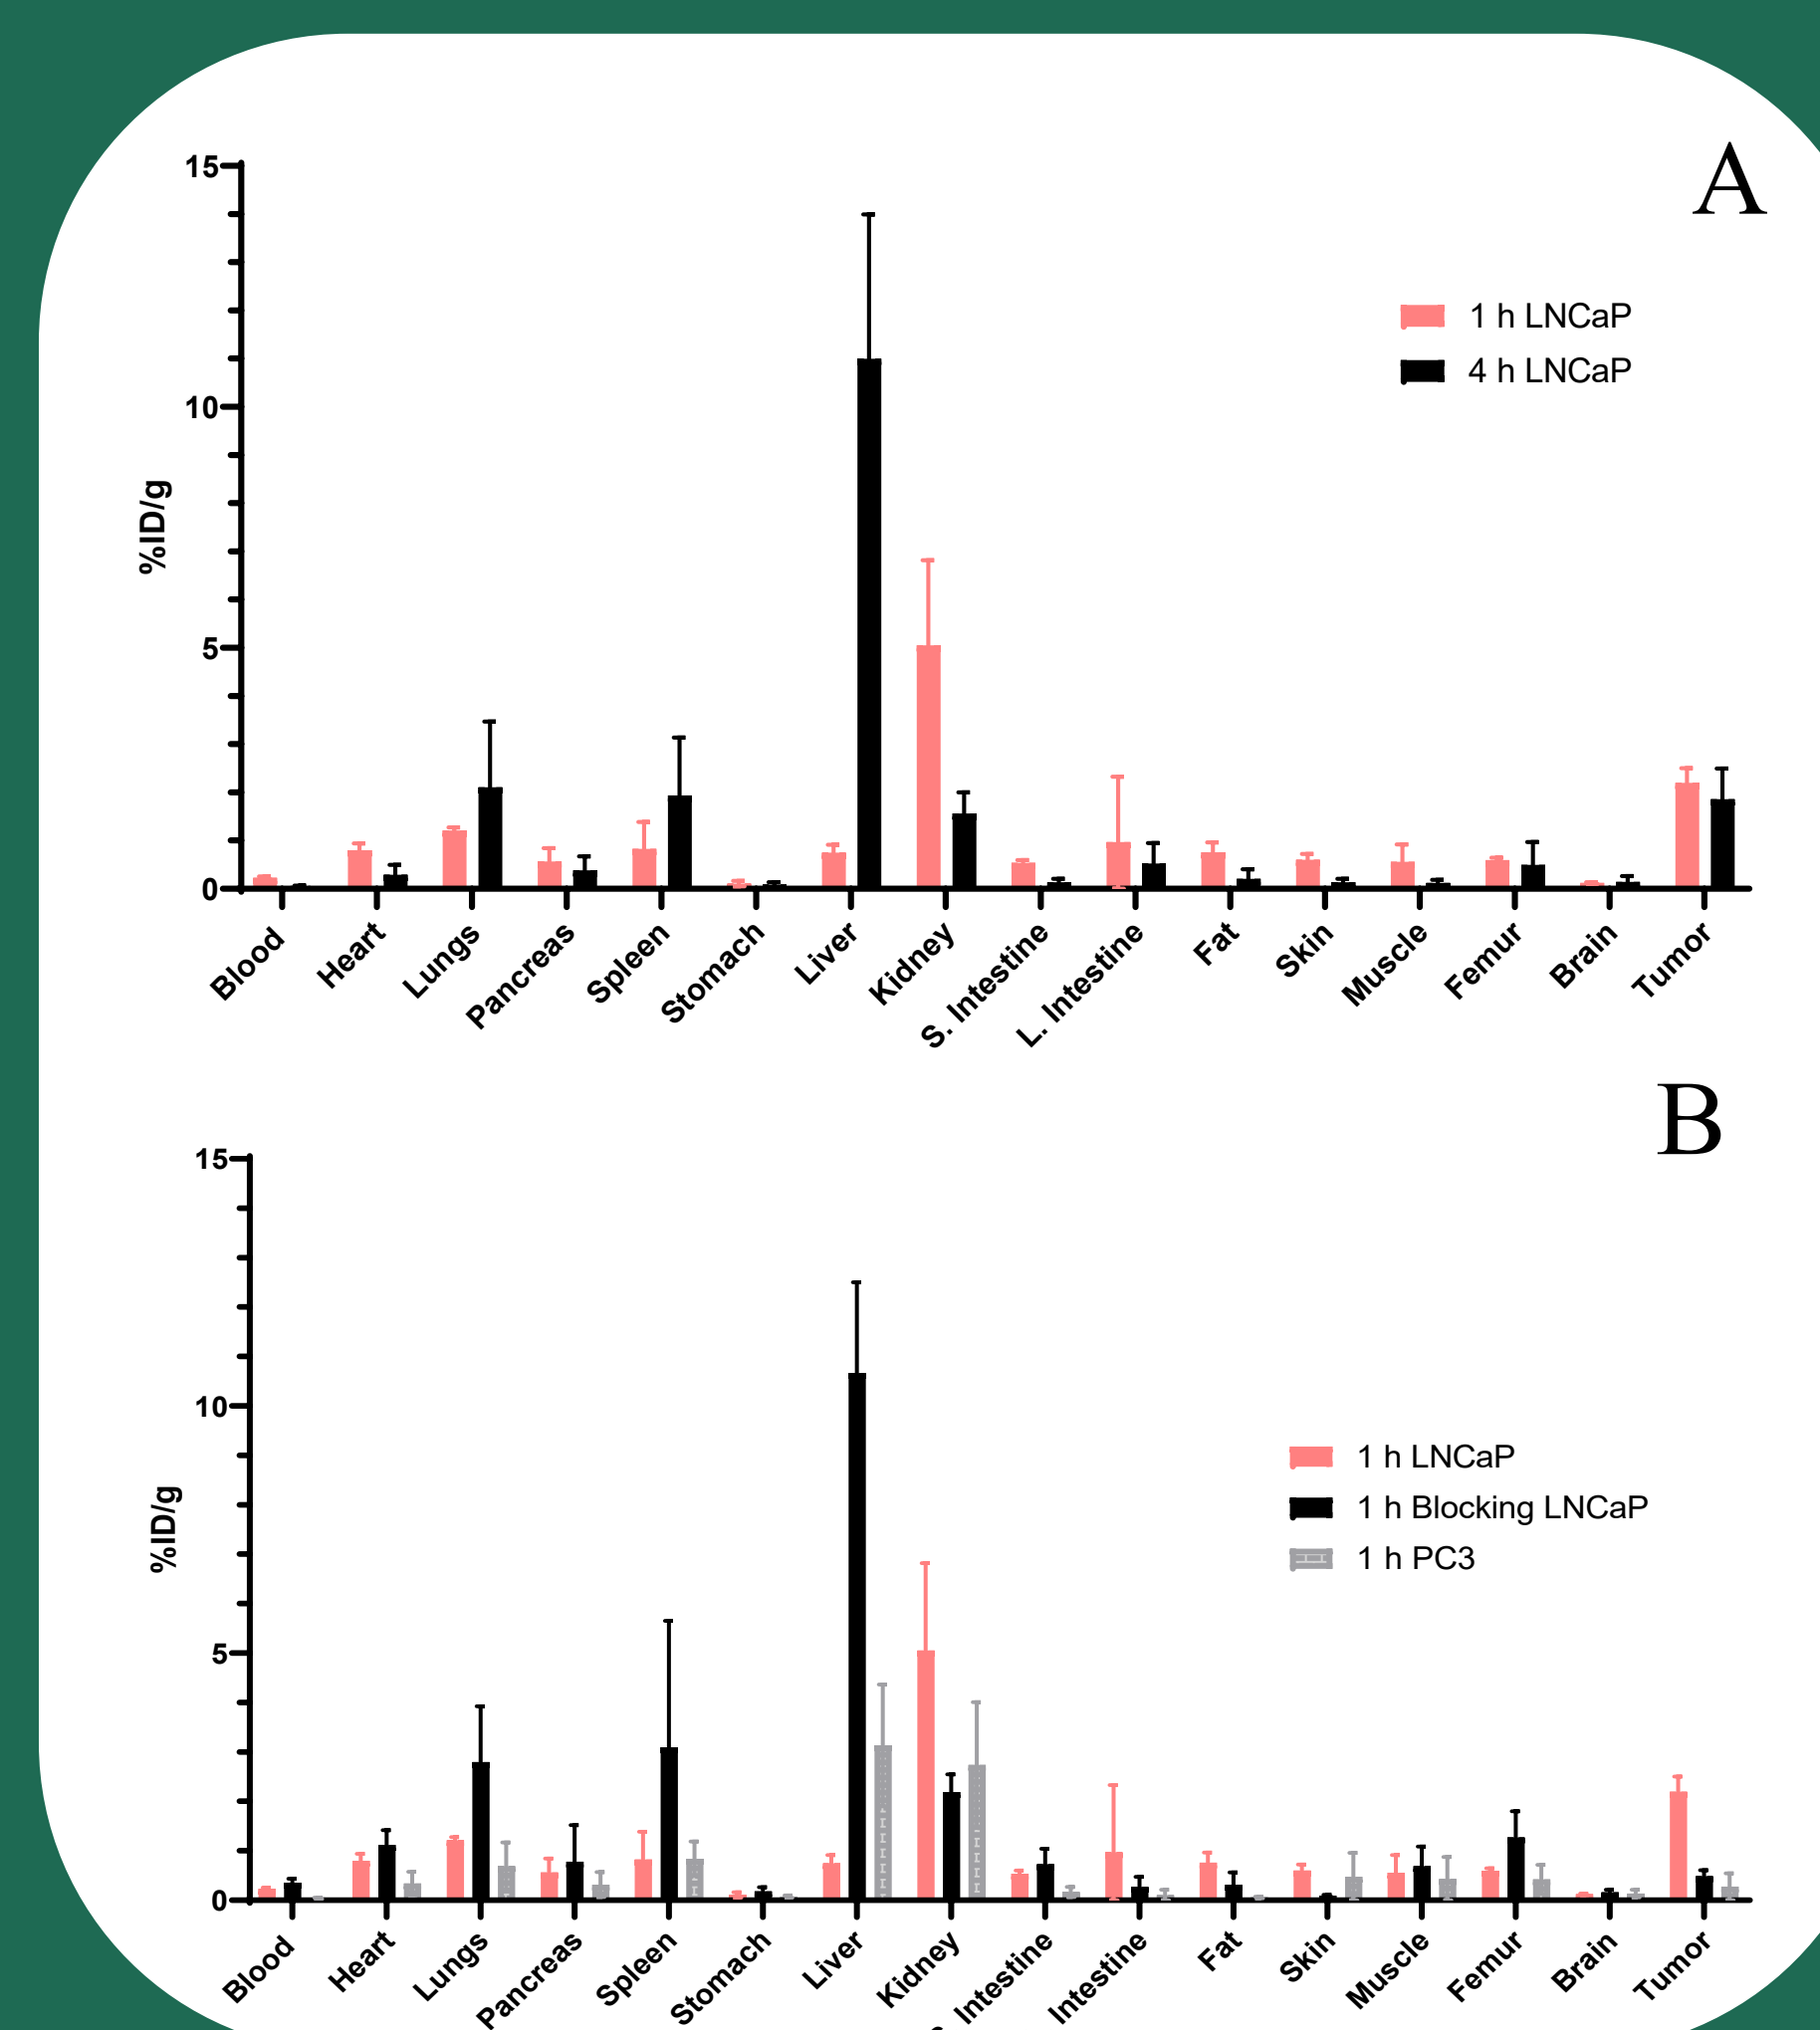 A
15
10
5
0
%ID/g
1 h LNCaP
4 h LNCaP
Blood
Heart
Lungs
Pancreas
Spleen
Stomach
Liver
Kidney
S. Intestine
L. Intestine
Fat
Skin
Muscle
Femur
Brain
Tumor
B
15
10
5
0
%ID/g
1 h LNCaP
1 h Blocking LNCaP
1 h PC3
Blood
Heart
Lungs
Pancreas
Spleen
Stomach
Liver
Kidney
Intestine
Intestine
Fat
Skin
Muscle
Femur
Brain
Tumor